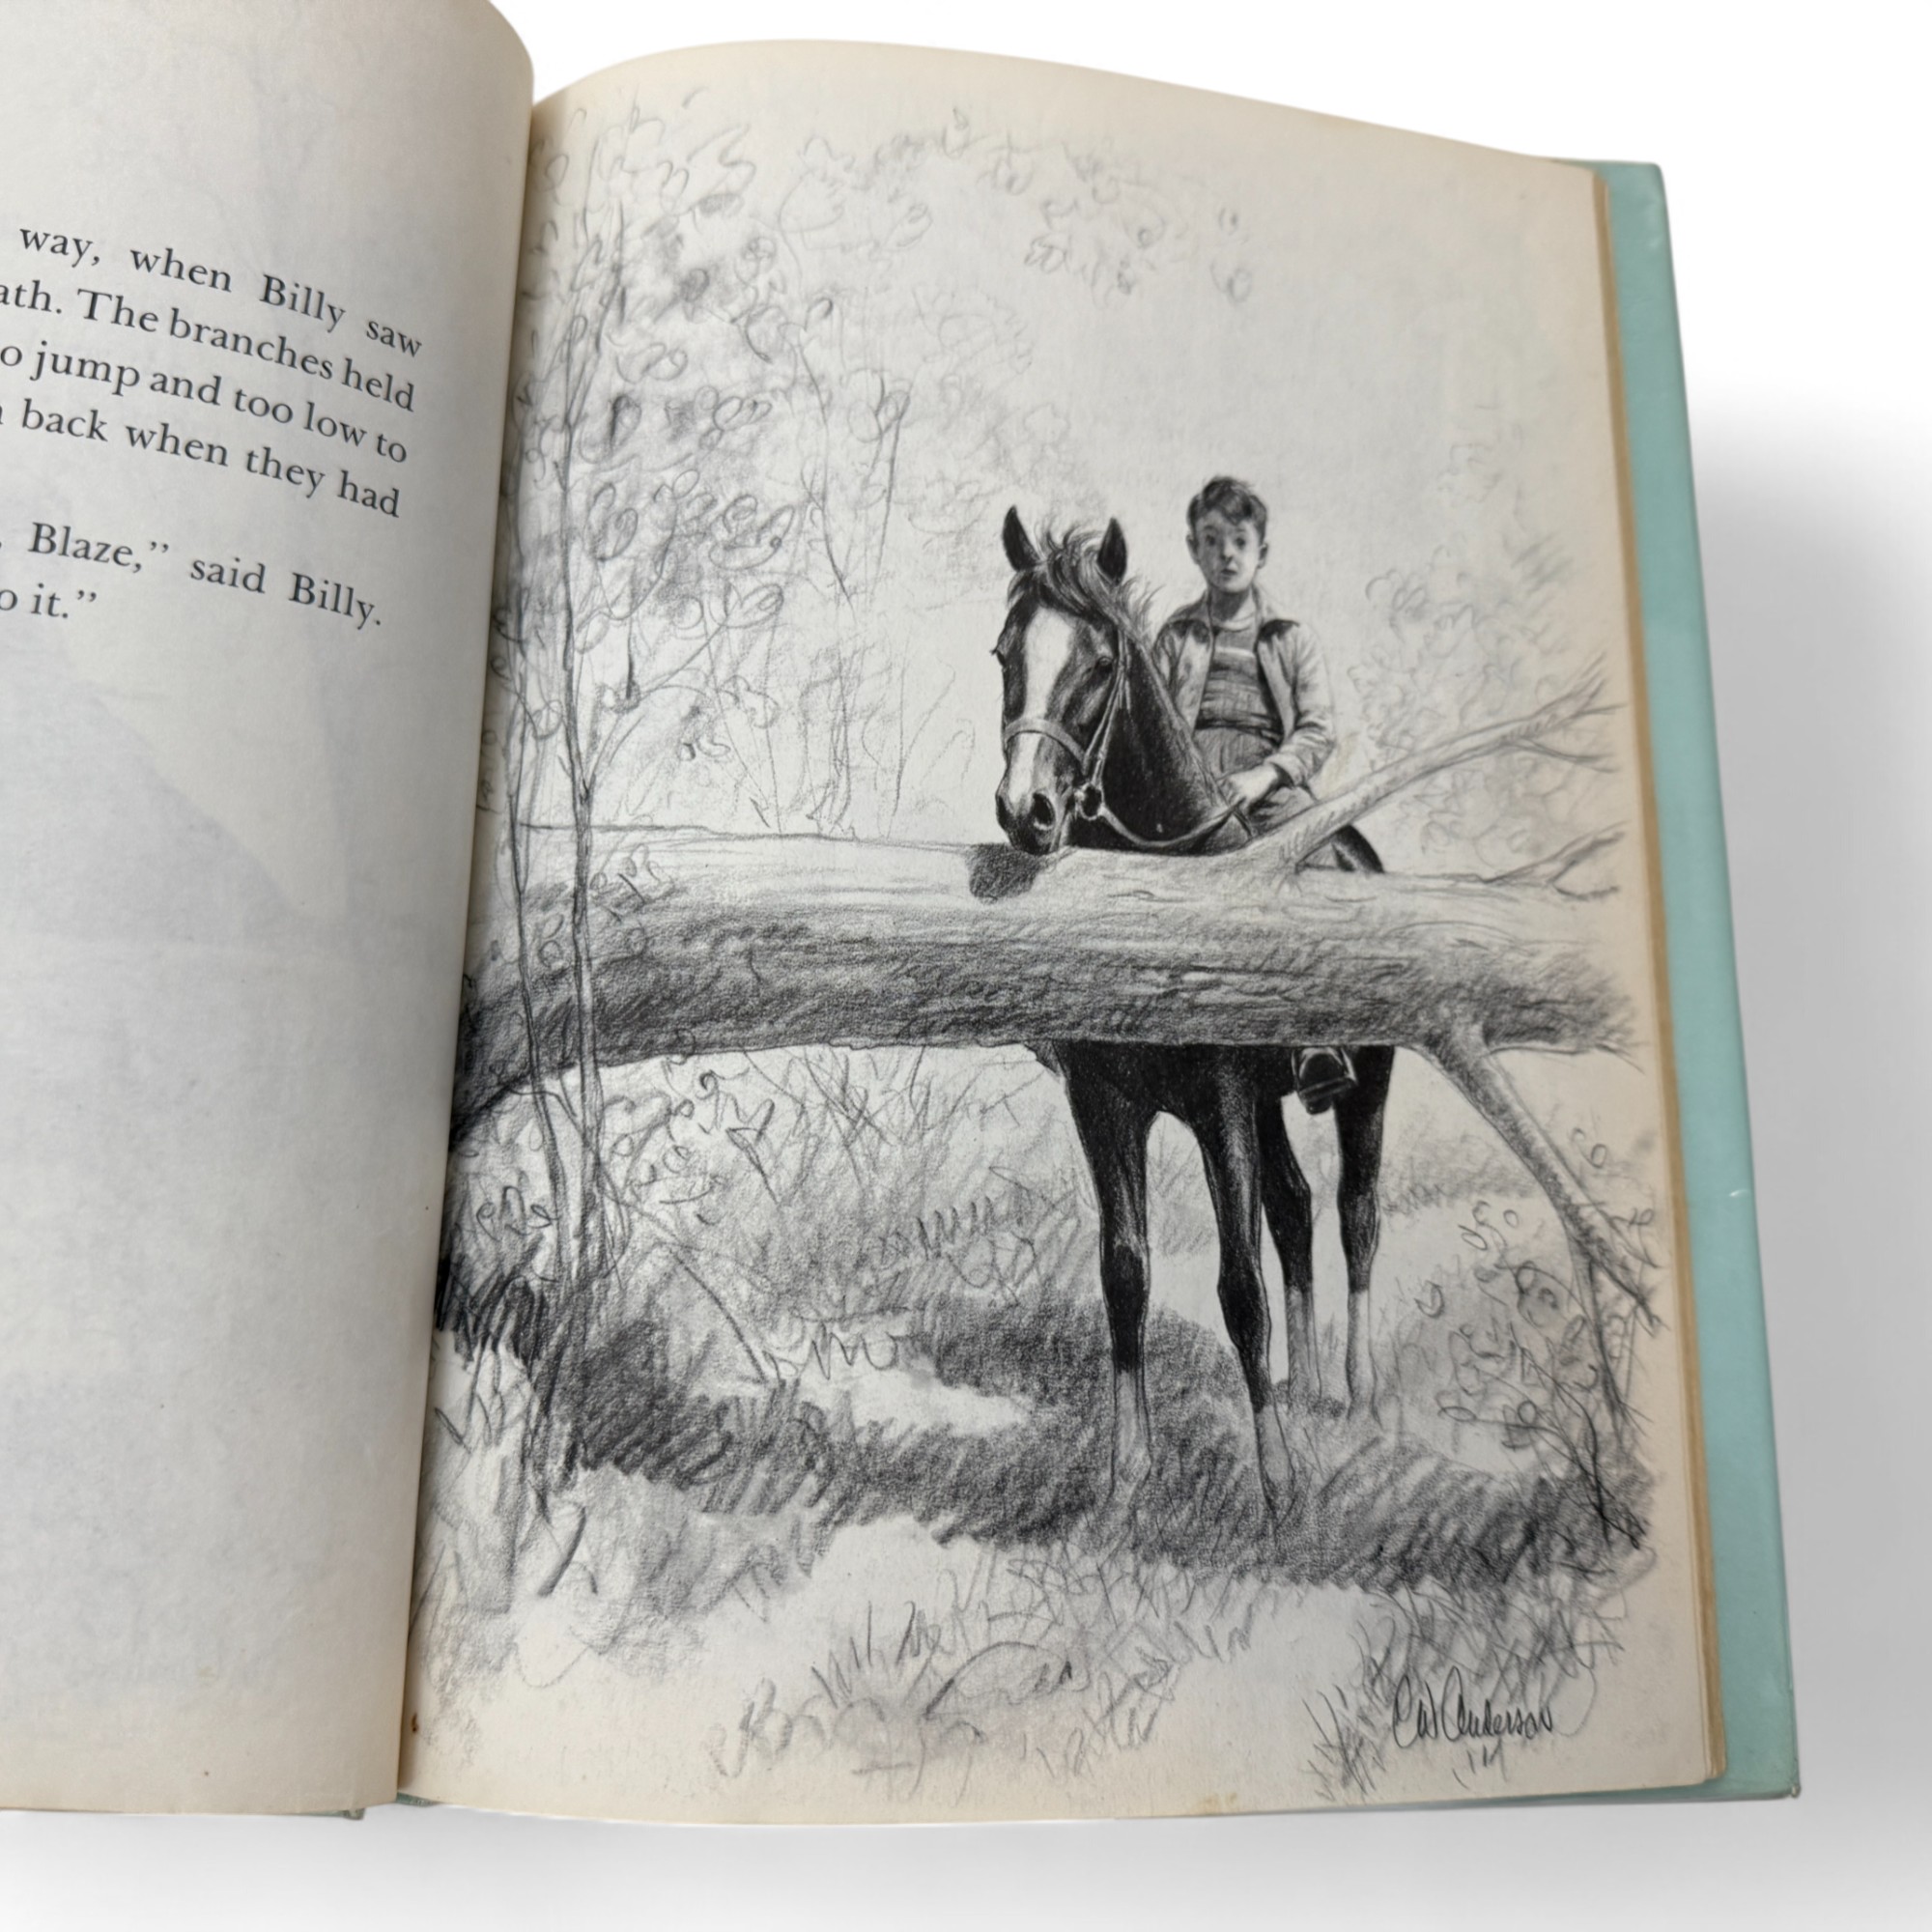 way, when Billy saw
ath. The branches held
o jump and too low to
back when they had
Blaze,” said Billy.
o it.”
CW Anderson